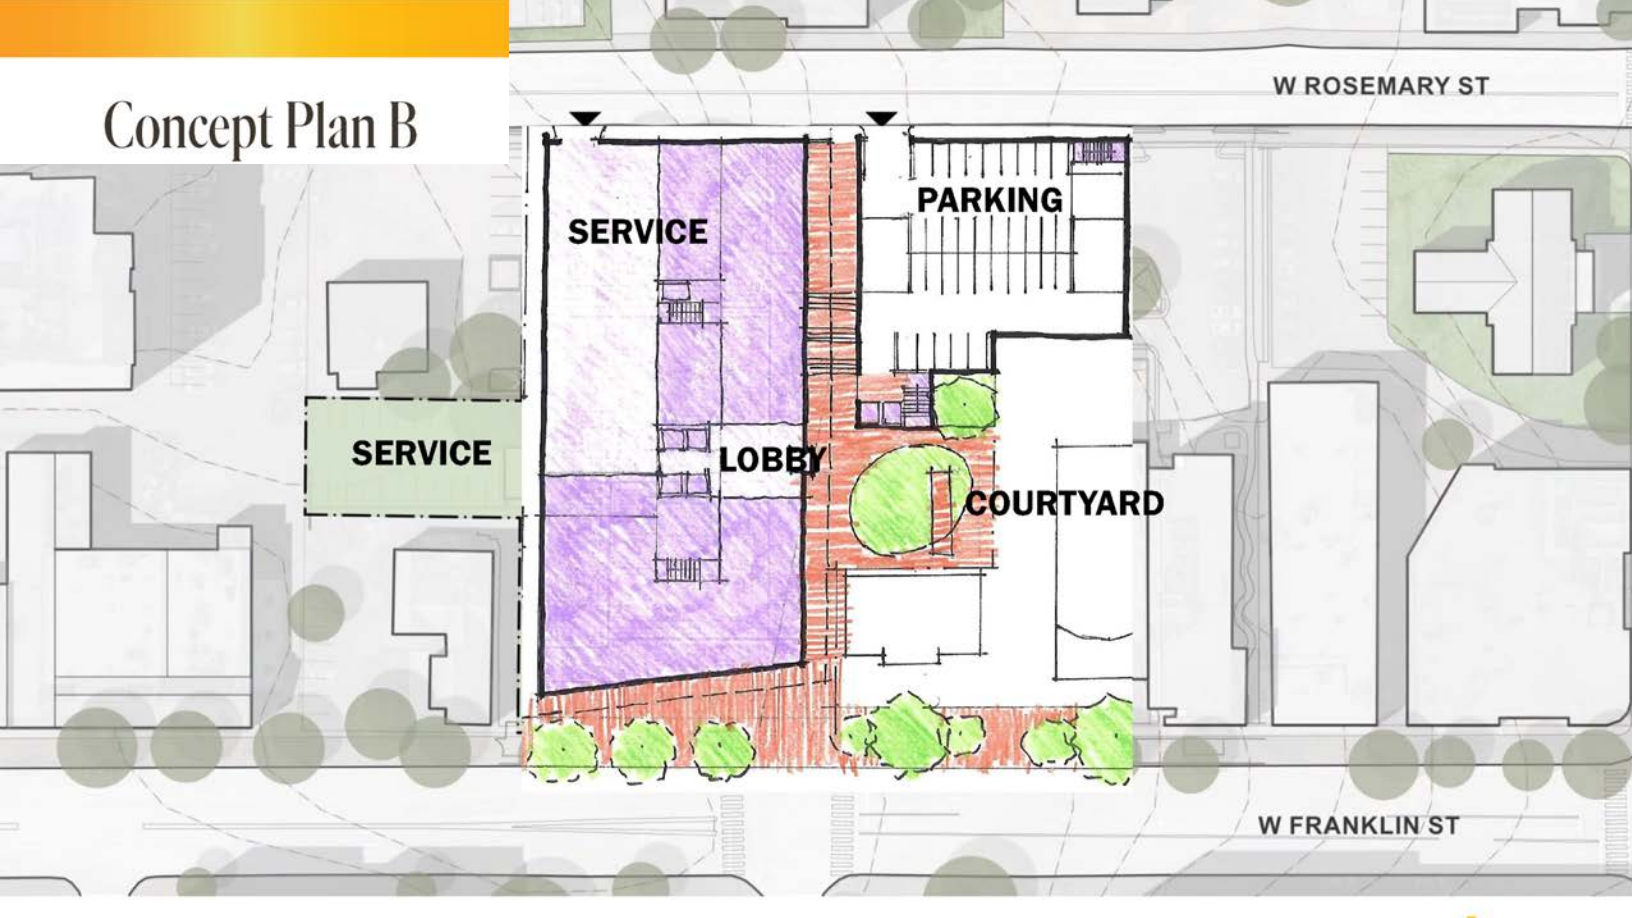 Concept Plan B
W ROSEMARY ST
PARKING
SERVICE
SERVICE
LOBBY
COURTYARD
W FRANKLIN ST